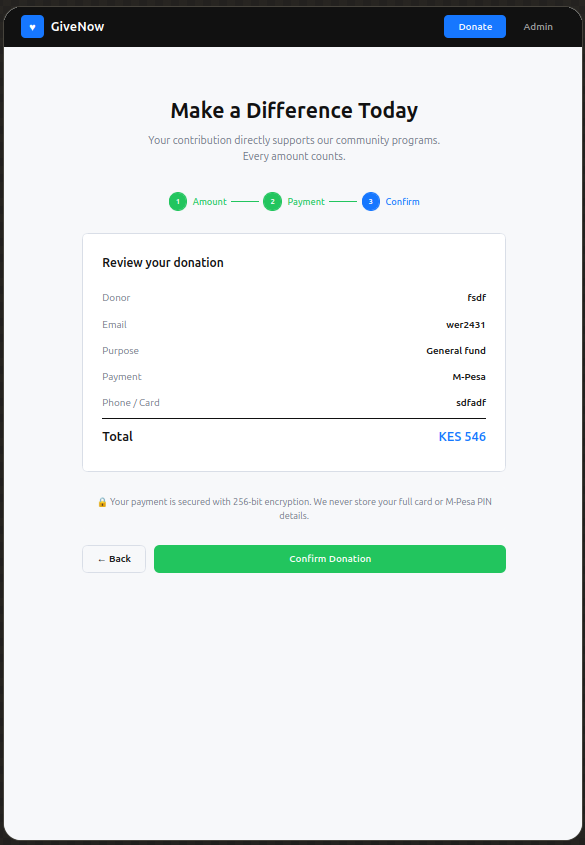 ♥ GiveNow Donate Admin
Make a Difference Today
Your contribution directly supports our community programs.
Every amount counts.
1 Amount 2 Payment 3 Confirm
Review your donation
Donor fsdf
Email wer2431
Purpose General fund
Payment M-Pesa
Phone / Card sdfadf
Total KES 546
🔒 Your payment is secured with 256-bit encryption. We never store your full card or M-Pesa PIN
details.
← Back Confirm Donation